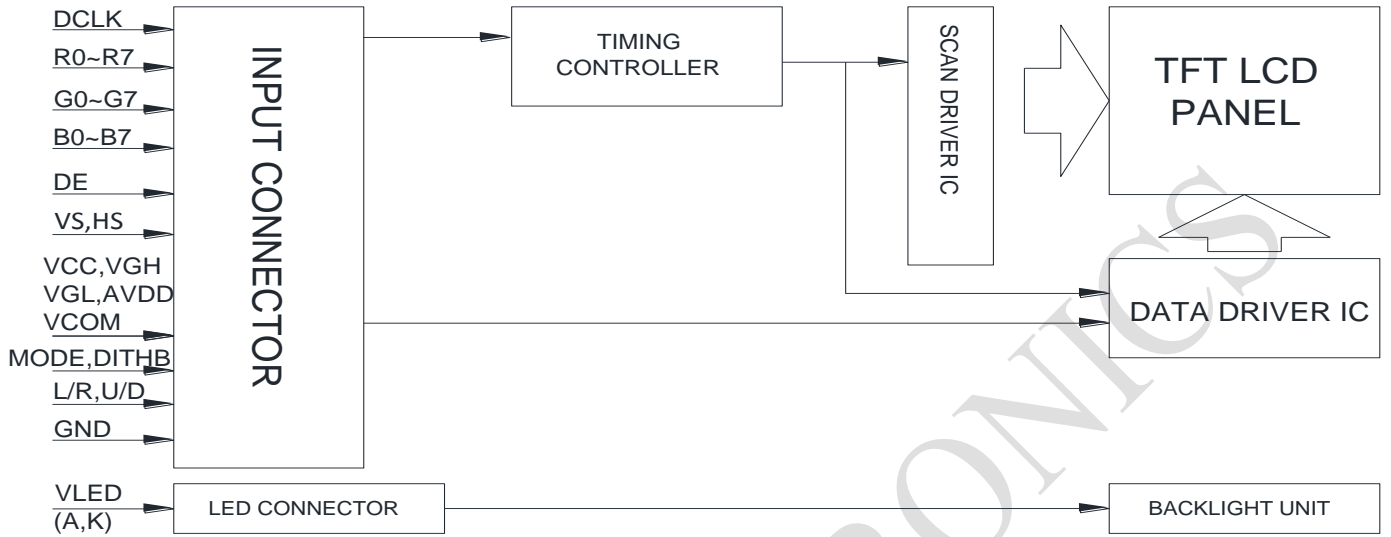 DCLK
R0~R7
G0~G7
B0~B7
DE
VS,HS
VCC,VGH
VGL,AVDD
VCOM
MODE,DITHB
L/R,U/D
GND
INPUT CONNECTOR
TIMING
CONTROLLER
SCAN DRIVER IC
TFT LCD
PANEL
DATA DRIVER IC
VLED
(A,K)
LED CONNECTOR
BACKLIGHT UNIT
RONICS